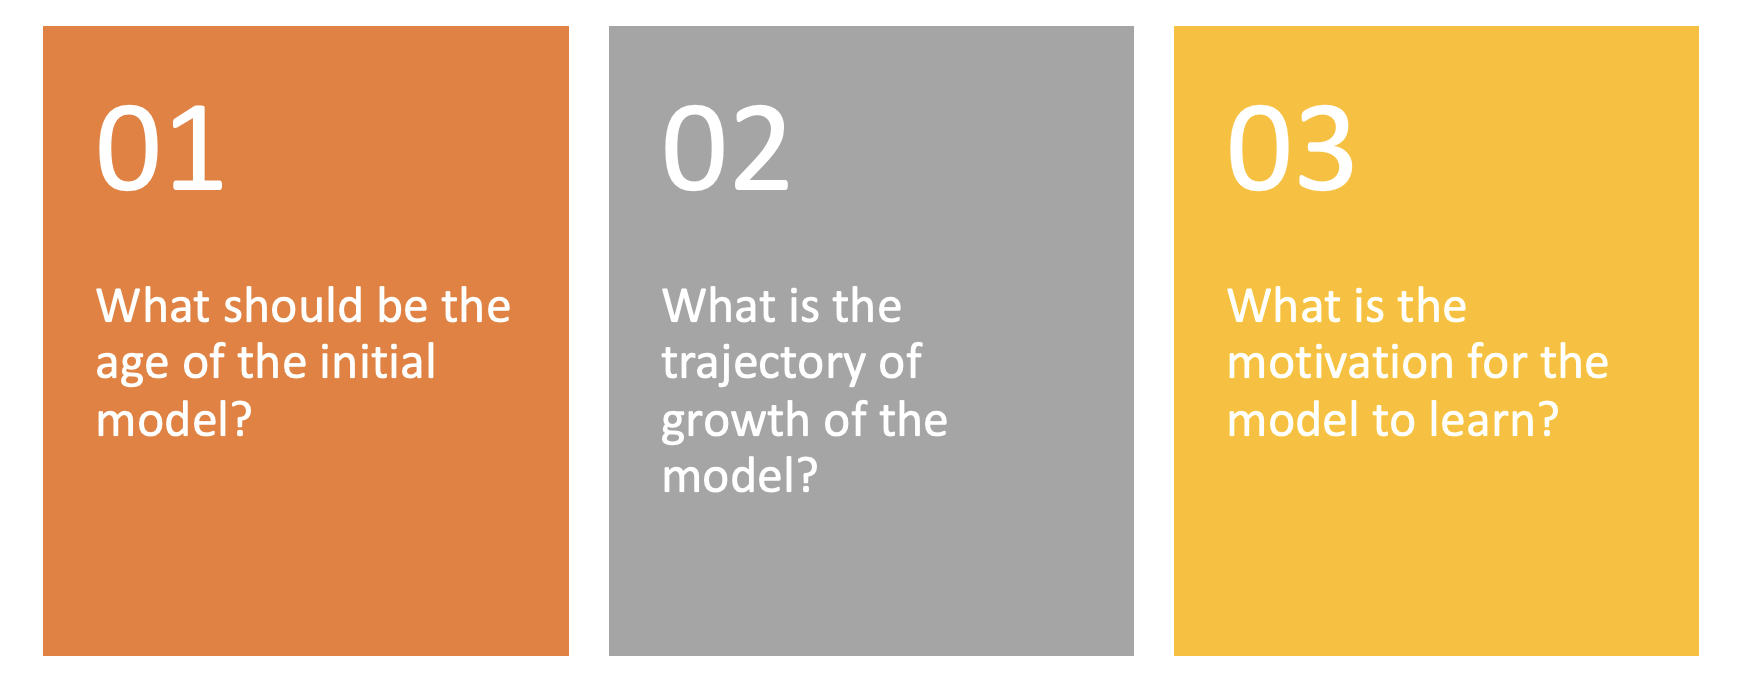 01
What should be the
age of the initial
model?
02
What is the
trajectory of
growth of the
model?
03
What is the
motivation for the
model to learn?